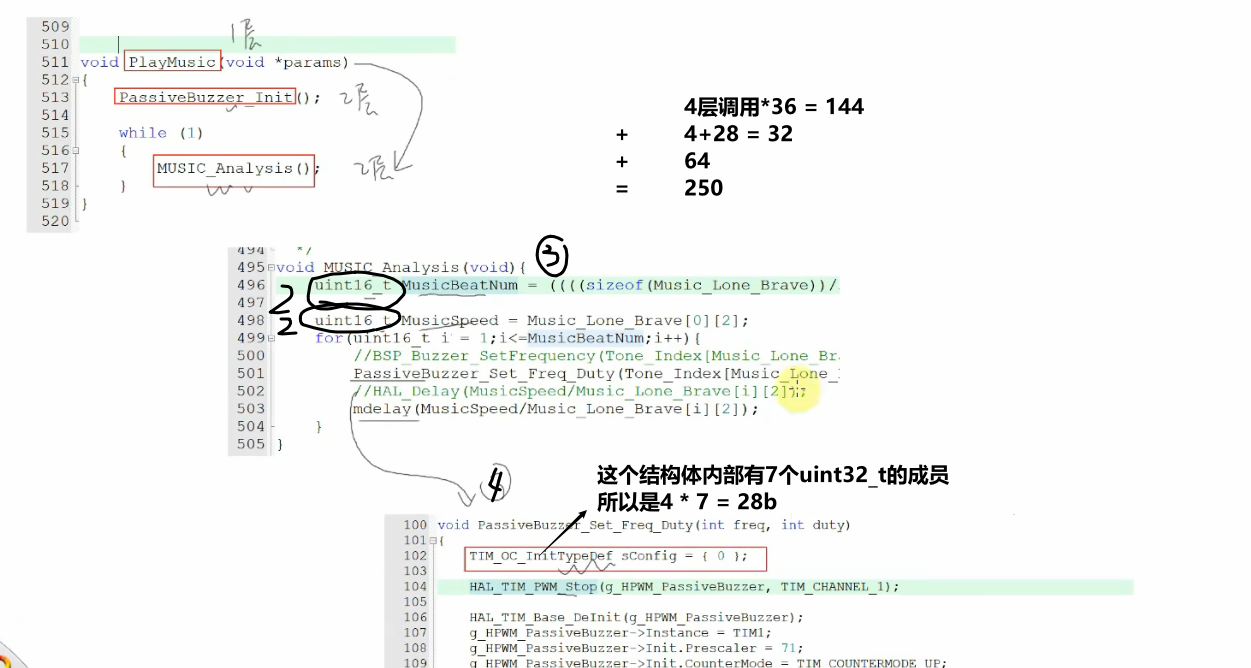 509
510
1层
511 void PlayMusic(void *params)
512 {
513 PassiveBuzzer_Init(); 2层
514
515 while (1)
516 {
517 MUSIC_Analysis(); 2层
518 }
519 }
520
4层调用*36 = 144
+ 4+28 = 32
+ 64
= 250
494 */
495 void MUSIC_Analysis(void){ ③
496 uint16_t MusicBeatNum = ((((sizeof(Music_Lone_Brave))/
2
497
498 uint16_t MusicSpeed = Music_Lone_Brave[0][2];
2
499 for(uint16_t i = 1;i<=MusicBeatNum;i++){
500 //BSP_Buzzer_SetFrequency(Tone_Index[Music_Lone_Br
501 PassiveBuzzer_Set_Freq_Duty(Tone_Index[Music_Lone_
502 //HAL_Delay(MusicSpeed/Music_Lone_Brave[i][2]);
503 mdelay(MusicSpeed/Music_Lone_Brave[i][2]);
504 }
505 }
④
这个结构体内部有7个uint32_t的成员
所以是4 * 7 = 28b
100 void PassiveBuzzer_Set_Freq_Duty(int freq, int duty)
101 {
102 TIM_OC_InitTypeDef sConfig = { 0 };
103
104 HAL_TIM_PWM_Stop(g_HPWM_PassiveBuzzer, TIM_CHANNEL_1);
105
106 HAL_TIM_Base_DeInit(g_HPWM_PassiveBuzzer);
107 g_HPWM_PassiveBuzzer->Instance = TIM1;
108 g_HPWM_PassiveBuzzer->Init.Prescaler = 71;
109 g_HPWM_PassiveBuzzer->Init.CounterMode = TIM_COUNTERMODE_UP;